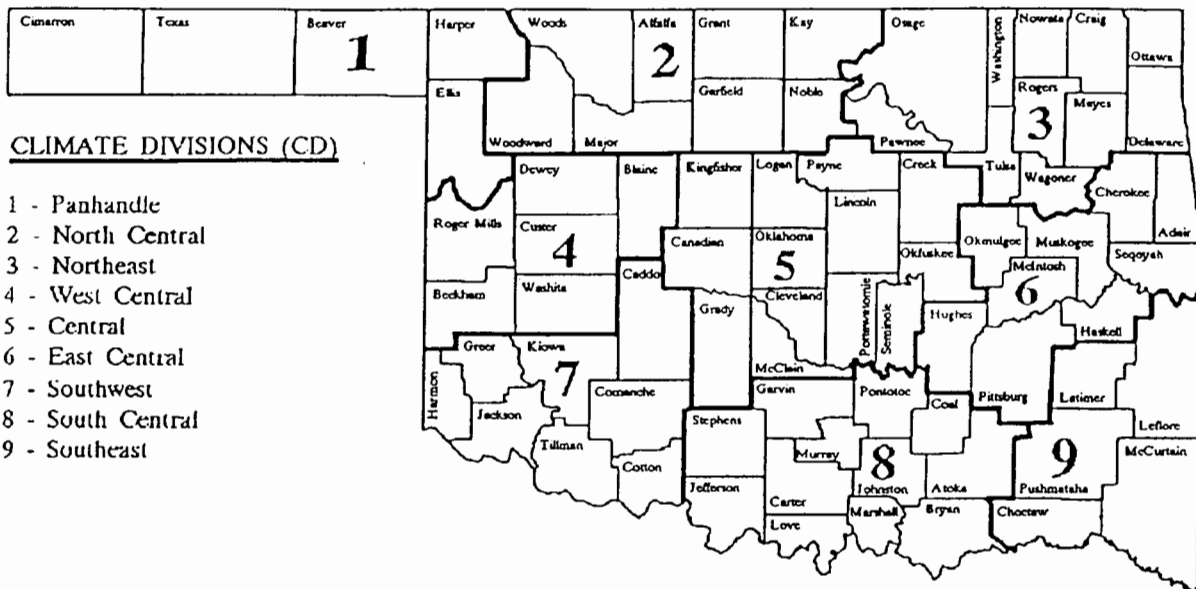 Cimarron Texas Beaver Harper Woods Alfalfa Grant Kay Osage Washington Nowata Craig Ottawa
1 2
Ellis Garfield Noble Rogers Mayes
3
Woodward Major Pawnee Delaware
CLIMATE DIVISIONS (CD)
Dewey Blaine Kingfisher Logan Payne Creek Tulsa Wagoner Cherokee
1 - Panhandle
Lincoln
2 - North Central
Roger Mills Custer Canadian Oklahoma Okmulgee Muskogee Adair
3 - Northeast
4 5 Okfuskee McIntosh Seqoyah
4 - West Central
Beckham Washita Caddo Cleveland Pottawatomie Seminole 6
5 - Central
Grady Hughes Haskell
6 - East Central
Greer Kiowa McClain
7 - Southwest
Harmon 7 Comanche Garvin Pontotoc Coal Pittsburg Latimer
8 - South Central
Jackson Stephens Leflore
9 - Southeast
Tillman Cotton Murray 8 9 McCurtain
Jefferson Johnston Atoka Pushmataha
Carter Marshall Bryan Choctaw
Love